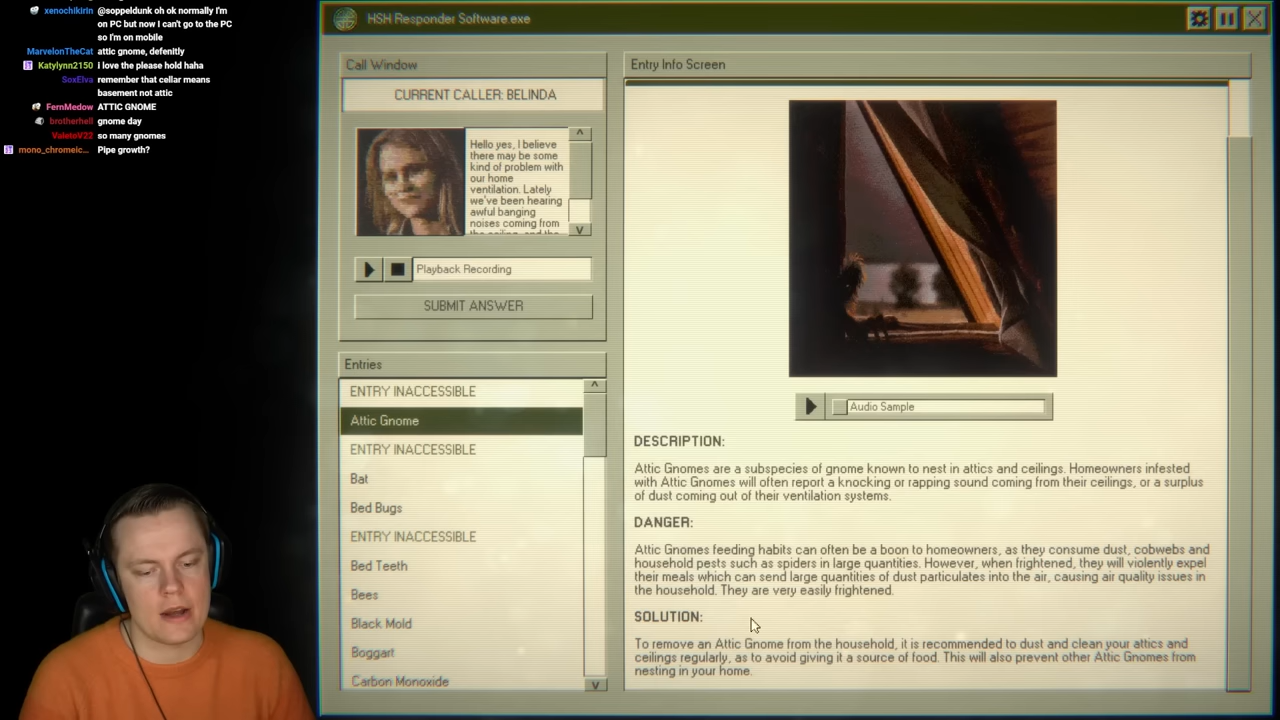 xenochikirin @soppeldunk oh ok normally I'm
on PC but now I can't go to the PC
so I'm on mobile
MarvelonTheCat attic gnome, defenitly
Katylynn2150 i love the please hold haha
SoxElva remember that cellar means
basement not attic
FernMedow ATTIC GNOME
brotherhell gnome day
ValetoV22 so many gnomes
mono_chromeic... Pipe growth?
HSH Responder Software.exe
Call Window
CURRENT CALLER: BELINDA
Hello yes, I believe
there may be some
kind of problem with
our home
ventilation. Lately
we've been hearing
awful banging
noises coming from
the ceiling, and the
Playback Recording
SUBMIT ANSWER
Entries
ENTRY INACCESSIBLE
Attic Gnome
ENTRY INACCESSIBLE
Bat
Bed Bugs
ENTRY INACCESSIBLE
Bed Teeth
Bees
Black Mold
Boggart
Carbon Monoxide
Entry Info Screen
Audio Sample
DESCRIPTION:
Attic Gnomes are a subspecies of gnome known to nest in attics and ceilings. Homeowners infested
with Attic Gnomes will often report a knocking or rapping sound coming from their ceilings, or a surplus
of dust coming out of their ventilation systems.
DANGER:
Attic Gnomes feeding habits can often be a boon to homeowners, as they consume dust, cobwebs and
household pests such as spiders in large quantities. However, when frightened, they will violently expel
their meals which can send large quantities of dust particulates into the air, causing air quality issues in
the household. They are very easily frightened.
SOLUTION:
To remove an Attic Gnome from the household, it is recommended to dust and clean your attics and
ceilings regularly, as to avoid giving it a source of food. This will also prevent other Attic Gnomes from
nesting in your home.